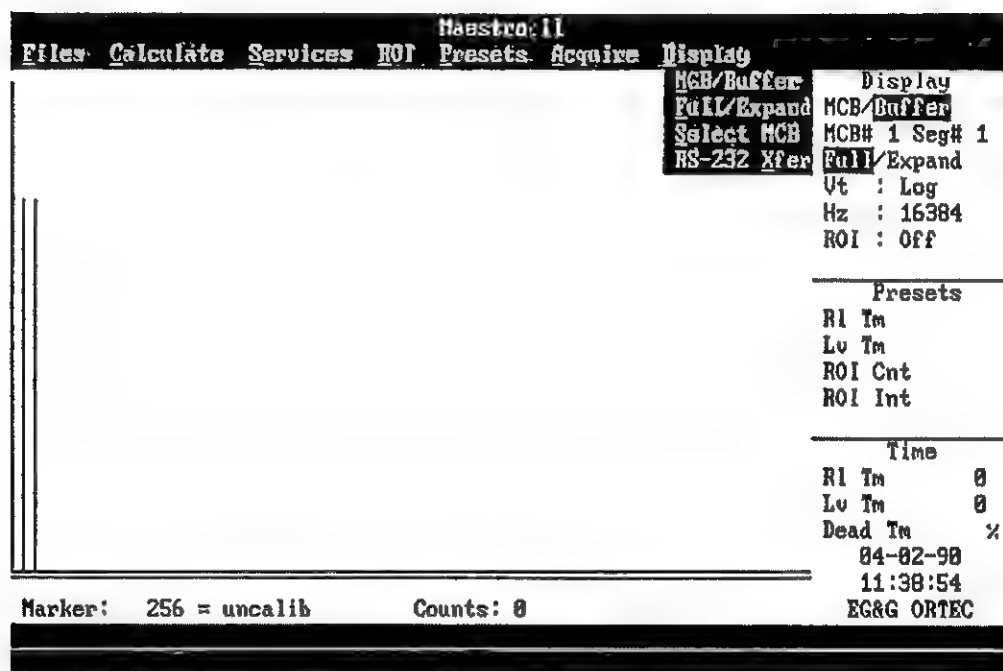 Maestro II
Files Calculate Services ROI Presets Acquire Display
MCB/Buffer
Full/Expand
Select MCB
RS-232 Xfer
Display
MCB/Buffer
MCB# 1 Seg# 1
Full/Expand
Vt : Log
Hz : 16384
ROI : Off
Presets
Rl Tm
Lv Tm
ROI Cnt
ROI Int
Time
Rl Tm 0
Lv Tm 0
Dead Tm %
04-02-90
11:38:54
EG&G ORTEC
Marker: 256 = uncalib Counts: 0